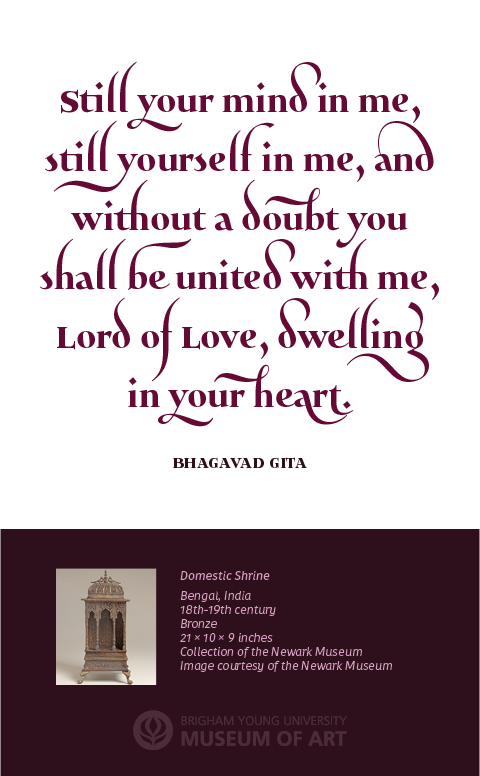 Still your mind in me,
still yourself in me, and
without a doubt you
shall be united with me,
Lord of Love, dwelling
in your heart.
BHAGAVAD GITA
Domestic Shrine
Bengal, India
18th-19th century
Bronze
21 × 10 × 9 inches
Collection of the Newark Museum
Image courtesy of the Newark Museum
BRIGHAM YOUNG UNIVERSITY
MUSEUM OF ART